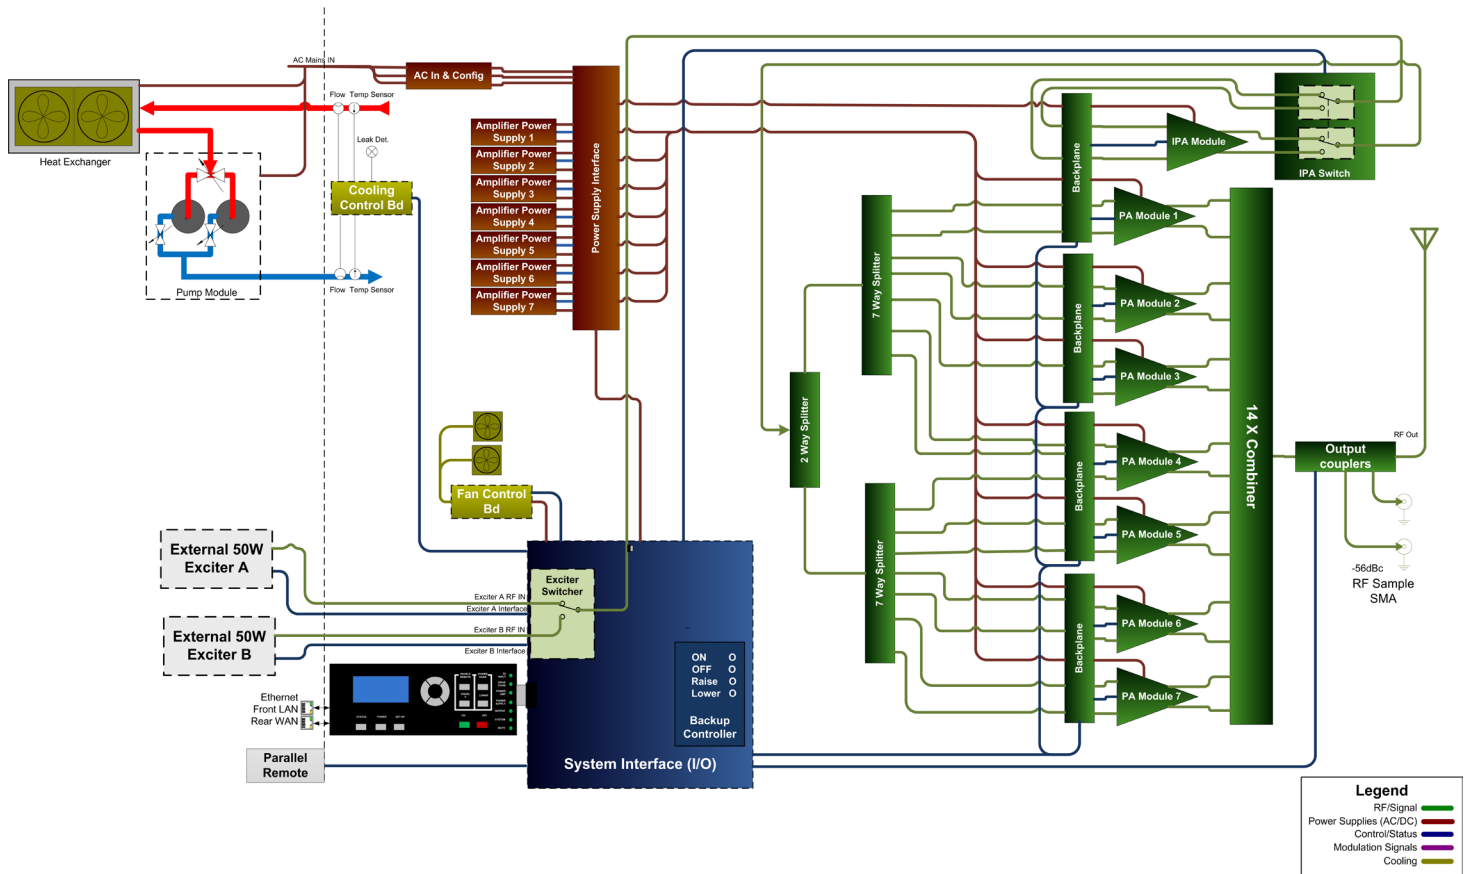 AC Mains IN
AC In & Config
Flow
Temp Sensor
Leak Det.
Heat Exchanger
Cooling
Control Bd
Pump Module
Flow
Temp Sensor
Amplifier Power
Supply 1
Amplifier Power
Supply 2
Amplifier Power
Supply 3
Amplifier Power
Supply 4
Amplifier Power
Supply 5
Amplifier Power
Supply 6
Amplifier Power
Supply 7
Power Supply Interface
Fan Control
Bd
External 50W
Exciter A
External 50W
Exciter B
Exciter A RF IN
Exciter A Interface
Exciter B RF IN
Exciter B Interface
Exciter
Switcher
ON O
OFF O
Raise O
Lower O
Backup
Controller
System Interface (I/O)
Ethernet
Front LAN
Rear WAN
Parallel
Remote
2 Way Splitter
7 Way Splitter
7 Way Splitter
Backplane
Backplane
Backplane
Backplane
IPA Module
PA Module 1
PA Module 2
PA Module 3
PA Module 4
PA Module 5
PA Module 6
PA Module 7
IPA Switch
14 X Combiner
Output
couplers
RF Out
-56dBc
RF Sample
SMA
Legend
RF/Signal
Power Supplies (AC/DC)
Control/Status
Modulation Signals
Cooling